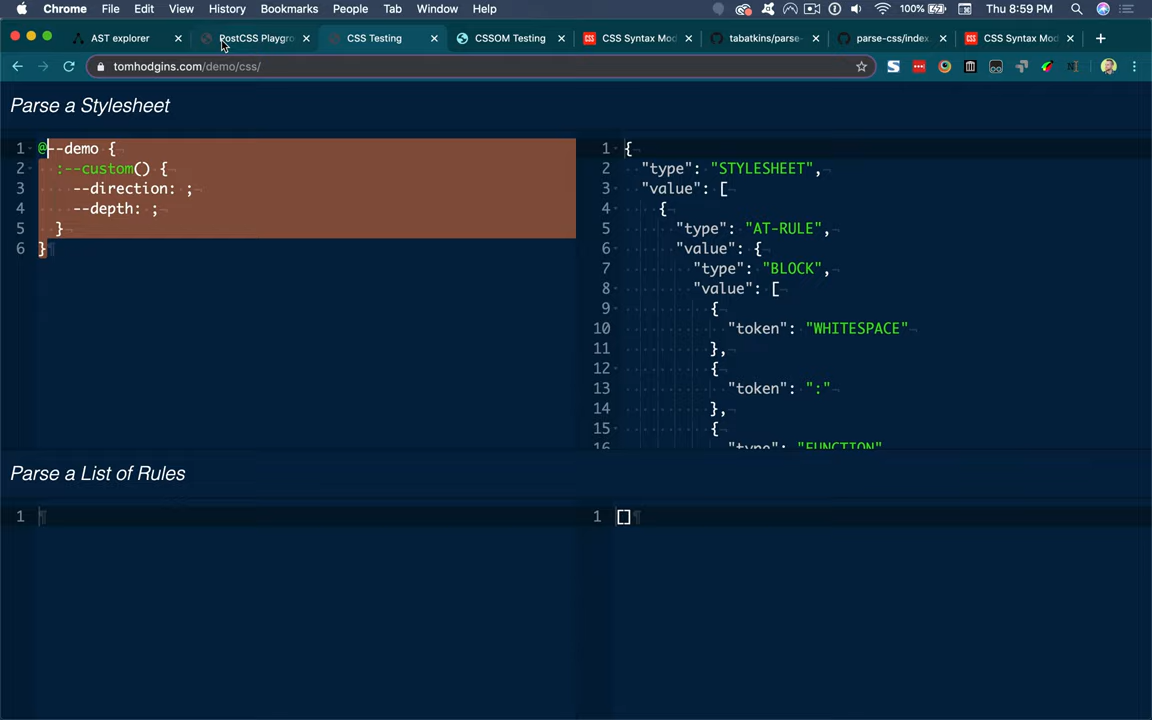 Chrome File Edit View History Bookmarks People Tab Window Help 100% Thu 8:59 PM
AST explorer PostCSS Playgro CSS Testing CSSOM Testing CSS Syntax Mod tabatkins/parse- parse-css/index. CSS Syntax Mod
tomhodgins.com/demo/css/
Parse a Stylesheet
1 @--demo {
2 :--custom() {
3 --direction: ;
4 --depth: ;
5 }
6 }
1 {
2 "type": "STYLESHEET",
3 "value": [
4 {
5 "type": "AT-RULE",
6 "value": {
7 "type": "BLOCK",
8 "value": [
9 {
10 "token": "WHITESPACE"
11 },
12 {
13 "token": ":"
14 },
15 {
16 "type": "FUNCTION"
Parse a List of Rules
1
1 []